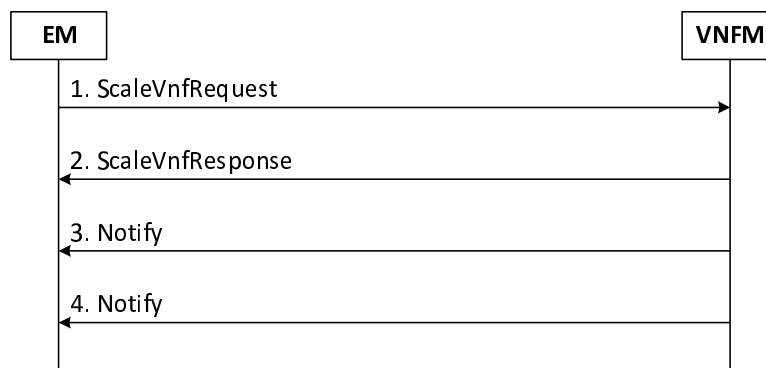 EM
VNFM
1. ScaleVnfRequest
2. ScaleVnfResponse
3. Notify
4. Notify